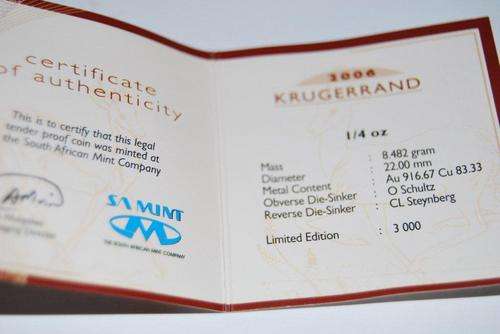 certificate
of authenticity
This is to certify that this legal
tender proof coin was minted at
the South African Mint Company
Managing Director
SA MINT
THE SOUTH AFRICAN MINT COMPANY
2006
KRUGERRAND
1/4 oz
Mass : 8.482 gram
Diameter : 22.00 mm
Metal Content : Au 916.67 Cu 83.33
Obverse Die-Sinker : O Schultz
Reverse Die-Sinker : CL Steynberg
Limited Edition : 3 000